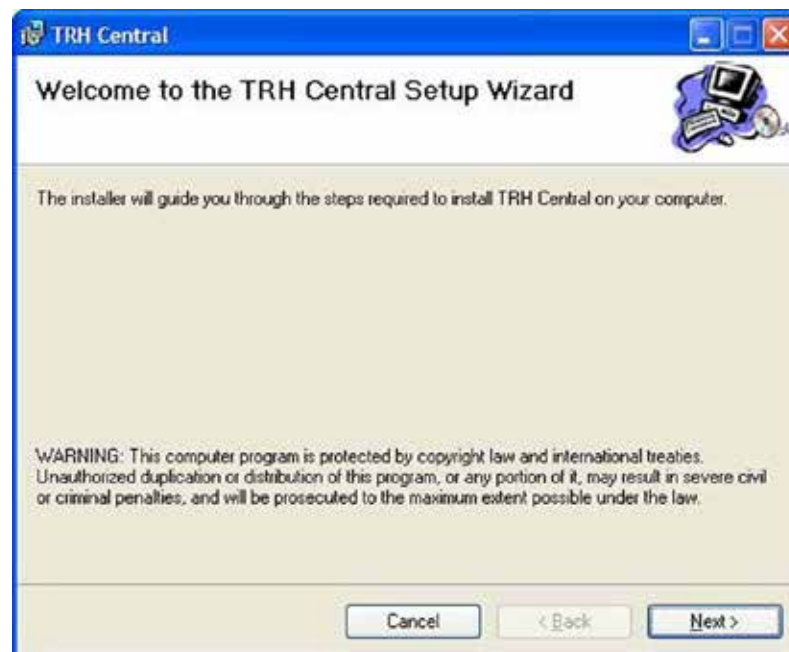 TRH Central
Welcome to the TRH Central Setup Wizard
The installer will guide you through the steps required to install TRH Central on your computer.
WARNING: This computer program is protected by copyright law and international treaties.
Unauthorized duplication or distribution of this program, or any portion of it, may result in severe civil
or criminal penalties, and will be prosecuted to the maximum extent possible under the law.
Cancel < Back Next >